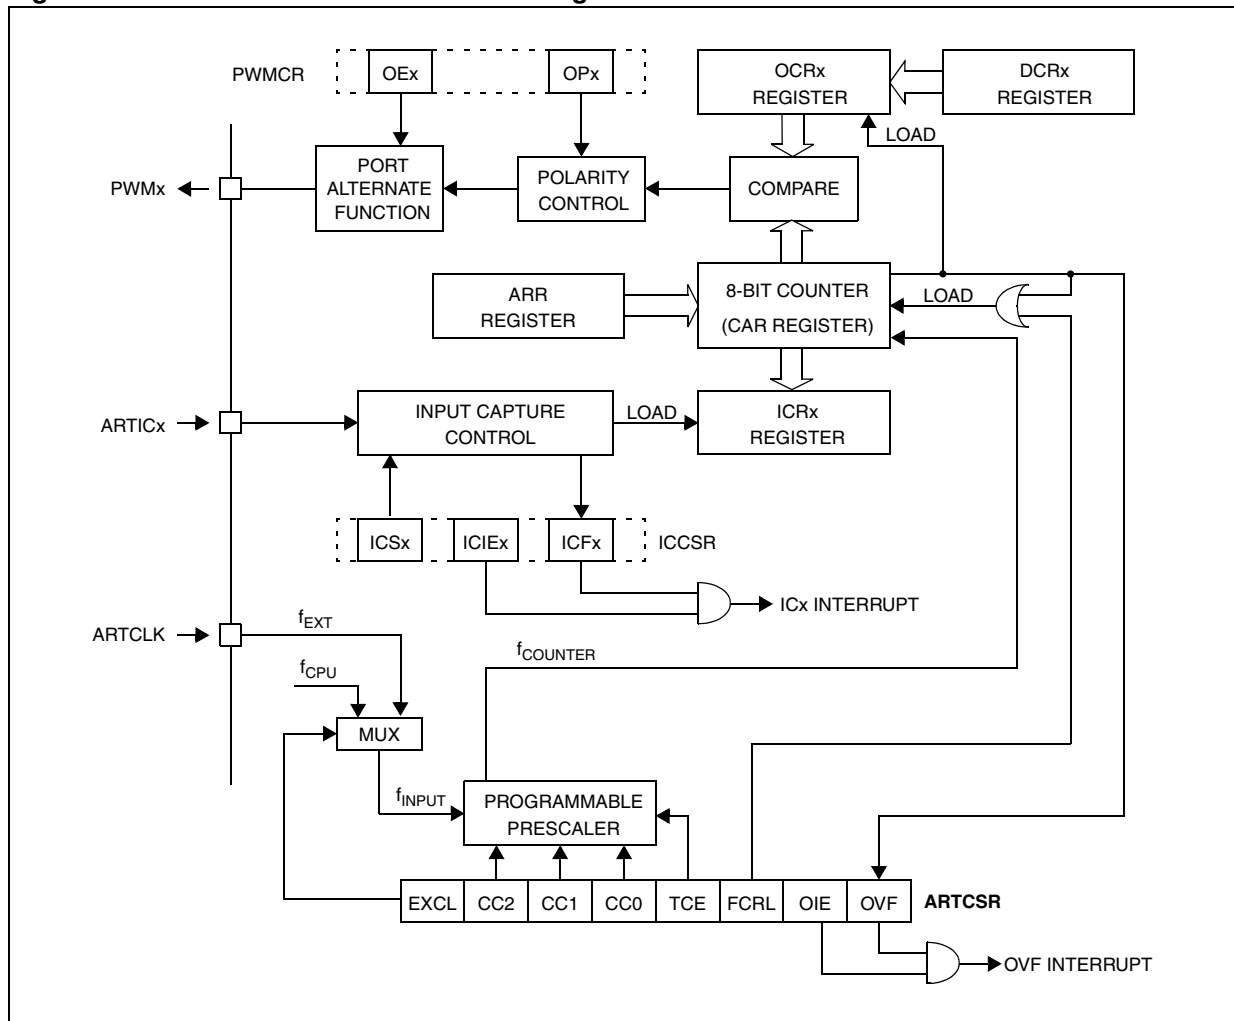 PWMCR
OEx
OPx
OCRx
REGISTER
DCRx
REGISTER
LOAD
PWMx
PORT
ALTERNATE
FUNCTION
POLARITY
CONTROL
COMPARE
ARR
REGISTER
8-BIT COUNTER
(CAR REGISTER)
LOAD
ARTICx
INPUT CAPTURE
CONTROL
LOAD
ICRx
REGISTER
ICSx
ICIEx
ICFx
ICCSR
ICx INTERRUPT
ARTCLK
fEXT
fCPU
fCOUNTER
MUX
fINPUT
PROGRAMMABLE
PRESCALER
EXCL
CC2
CC1
CC0
TCE
FCRL
OIE
OVF
ARTCSR
OVF INTERRUPT